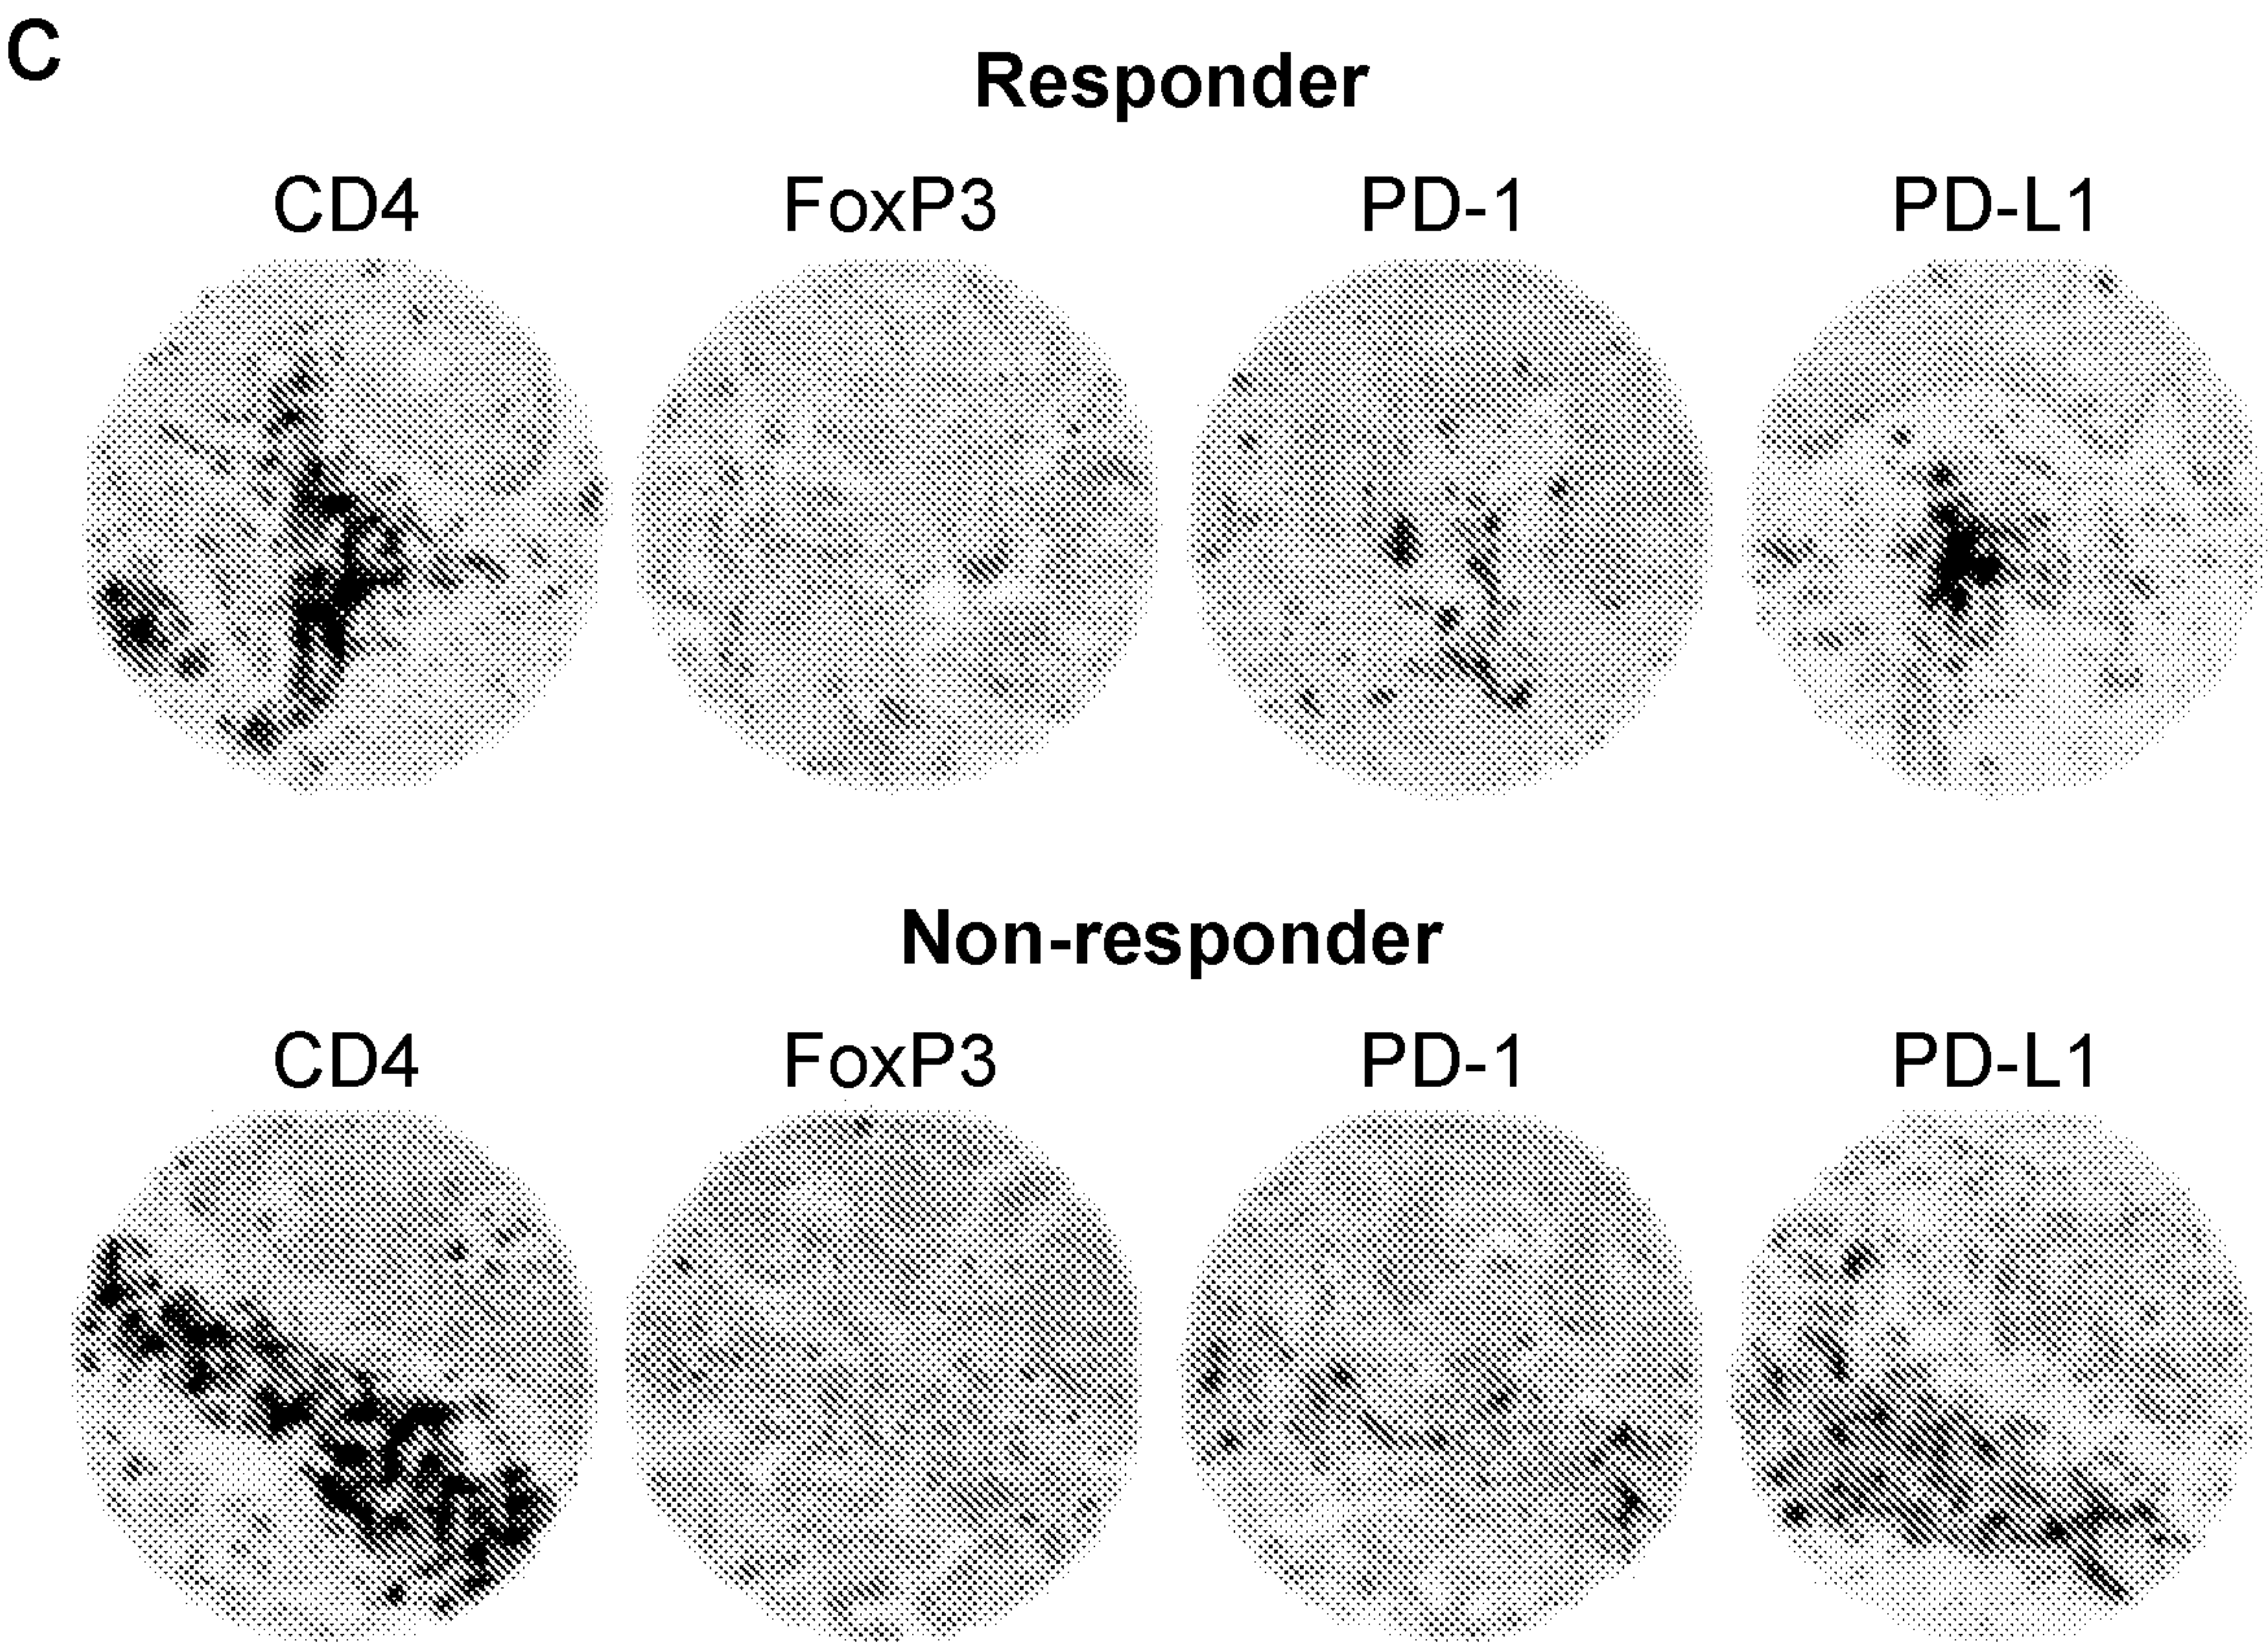 C
Responder
CD4 FoxP3 PD-1 PD-L1
Non-responder
CD4 FoxP3 PD-1 PD-L1